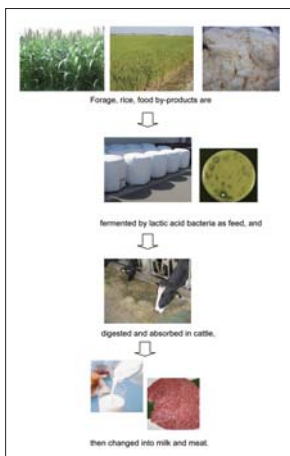 Forage, rice, food by-products are
fermented by lactic acid bacteria as feed, and
digested and absorbed in cattle,
then changed into milk and meat.